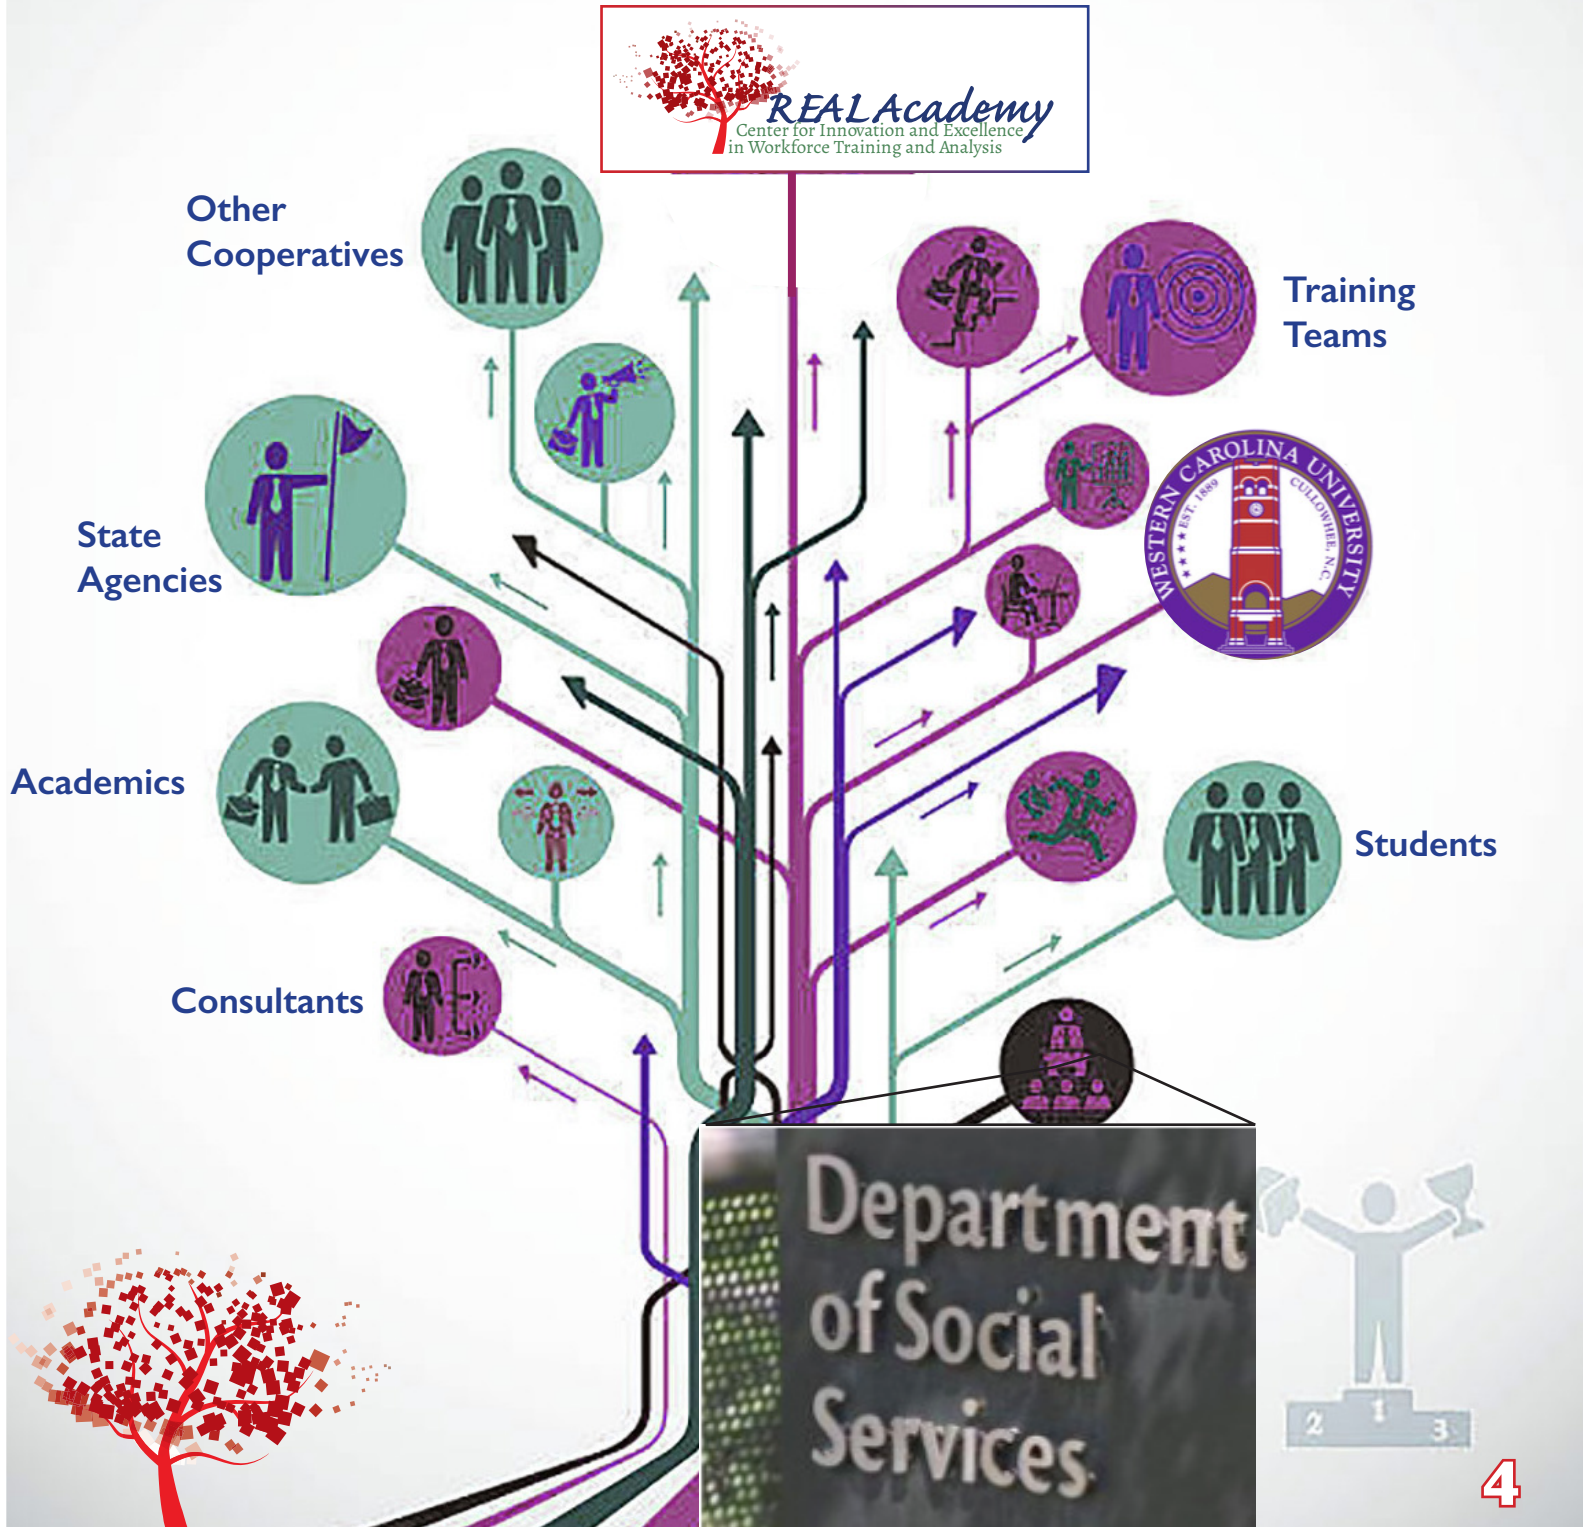 REAL Academy
Center for Innovation and Excellence
in Workforce Training and Analysis
Other
Cooperatives
Training
Teams
State
Agencies
WESTERN CAROLINA UNIVERSITY
EST. 1889
CULLOWHEE, N.C.
Academics
Students
Consultants
Department
of Social
Services
2 1 3
4